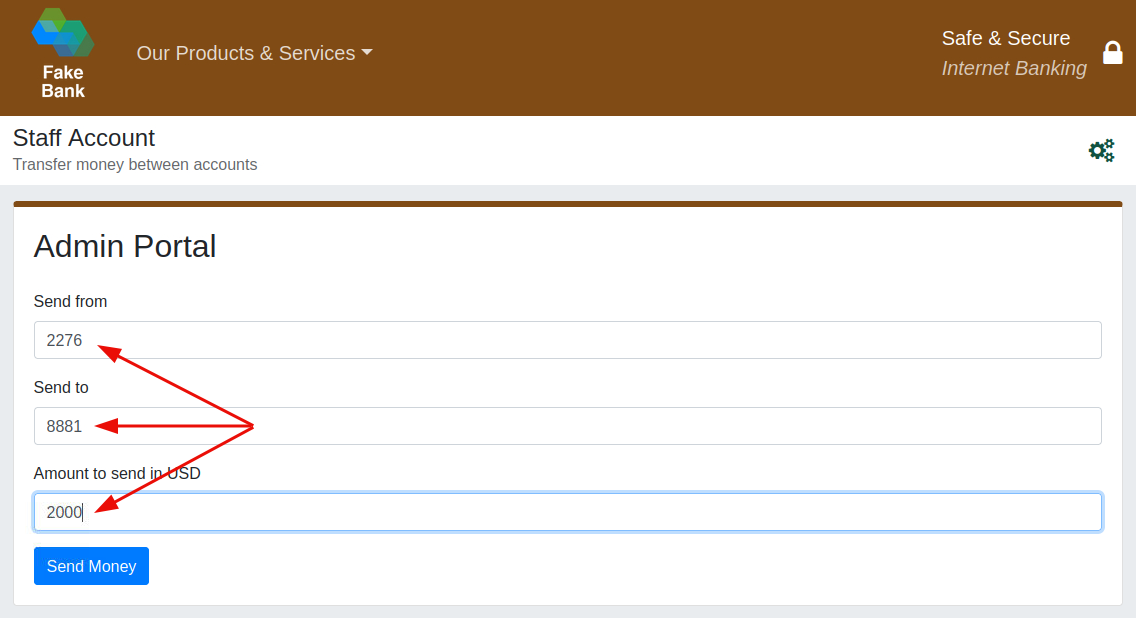 Fake
Bank
Our Products & Services
Safe & Secure
Internet Banking
Staff Account
Transfer money between accounts
Admin Portal
Send from
2276
Send to
8881
Amount to send in USD
2000
Send Money